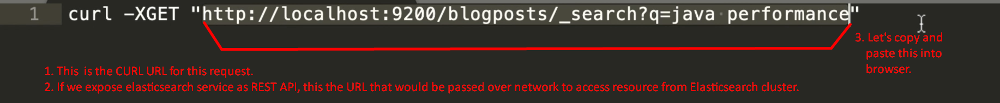 1 curl -XGET "http://localhost:9200/blogposts/_search?q=java performance"
3. Let's copy and
paste this into
browser.
1. This is the CURL URL for this request.
2. If we expose elasticsearch service as REST API, this the URL that would be passed over network to access resource from Elasticsearch cluster.